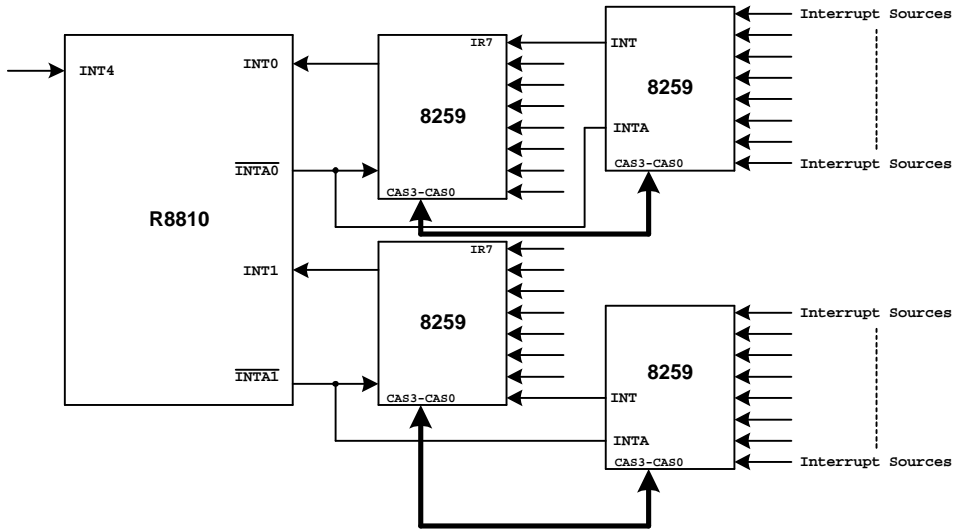 Interrupt Sources
INT4
INT0
IR7
8259
INT
8259
INTA
Interrupt Sources
INTA0
CAS3-CAS0
CAS3-CAS0
R8810
INT1
IR7
8259
Interrupt Sources
INTA1
CAS3-CAS0
8259
INT
INTA
CAS3-CAS0
Interrupt Sources